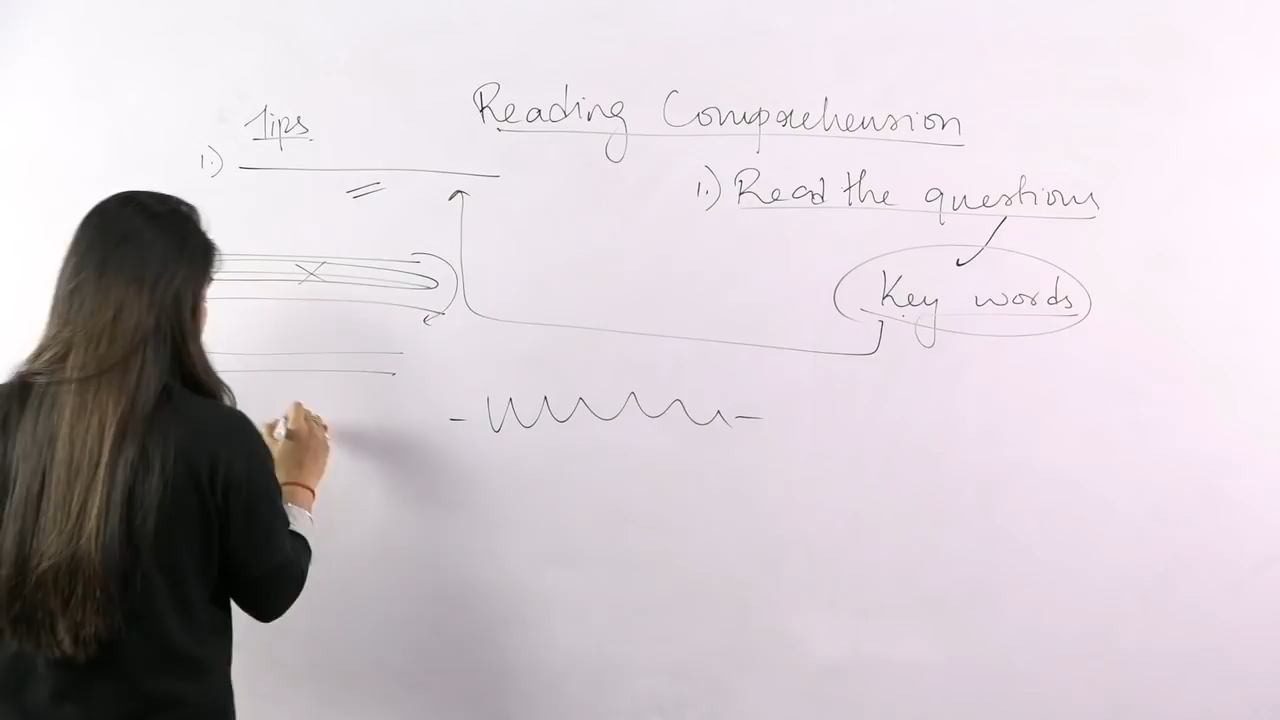 Reading Comprehension
Tips
1.)
1.) Read the questions
Key words